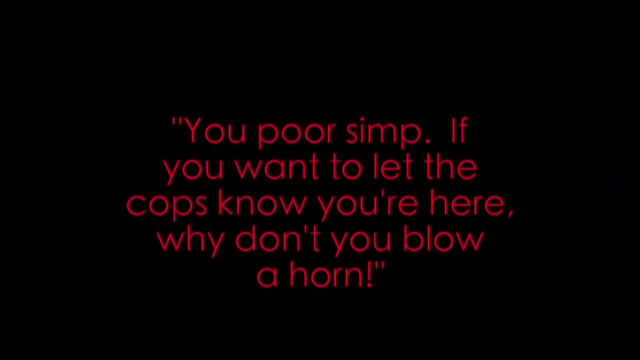 "You poor simp.  If
you want to let the
cops know you're here,
why don't you blow
a horn!"